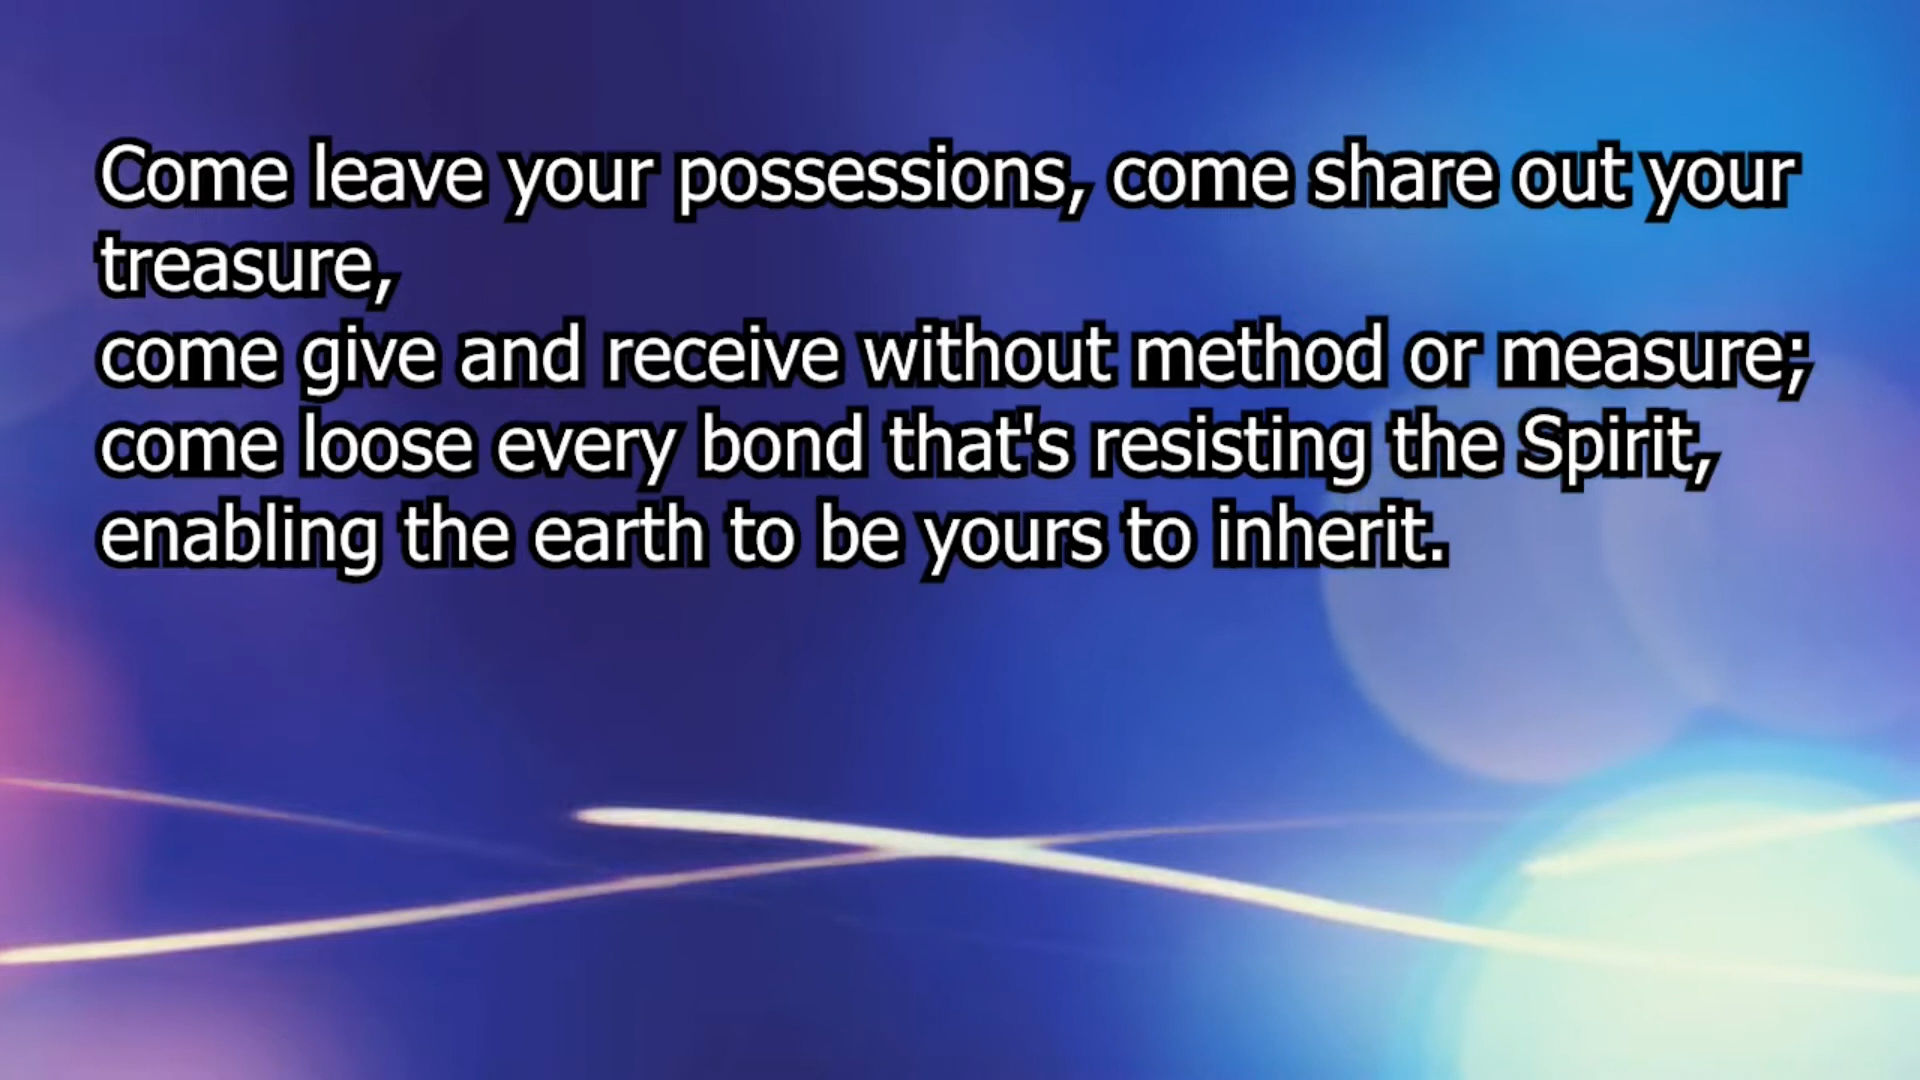 Come leave your possessions, come share out your
treasure,
come give and receive without method or measure;
come loose every bond that's resisting the Spirit,
enabling the earth to be yours to inherit.